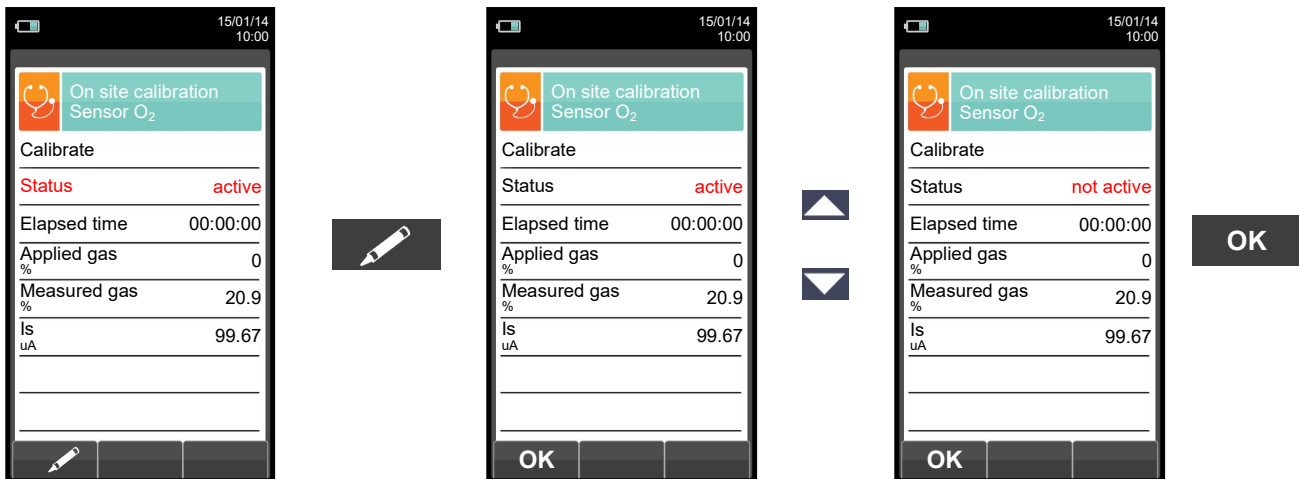 15/01/14
10:00
On site calibration
Sensor O₂
Calibrate
Status active
Elapsed time 00:00:00
Applied gas
% 0
Measured gas
% 20.9
Is
uA 99.67
15/01/14
10:00
On site calibration
Sensor O₂
Calibrate
Status active
Elapsed time 00:00:00
Applied gas
% 0
Measured gas
% 20.9
Is
uA 99.67
OK
15/01/14
10:00
On site calibration
Sensor O₂
Calibrate
Status not active
Elapsed time 00:00:00
Applied gas
% 0
Measured gas
% 20.9
Is
uA 99.67
OK
OK